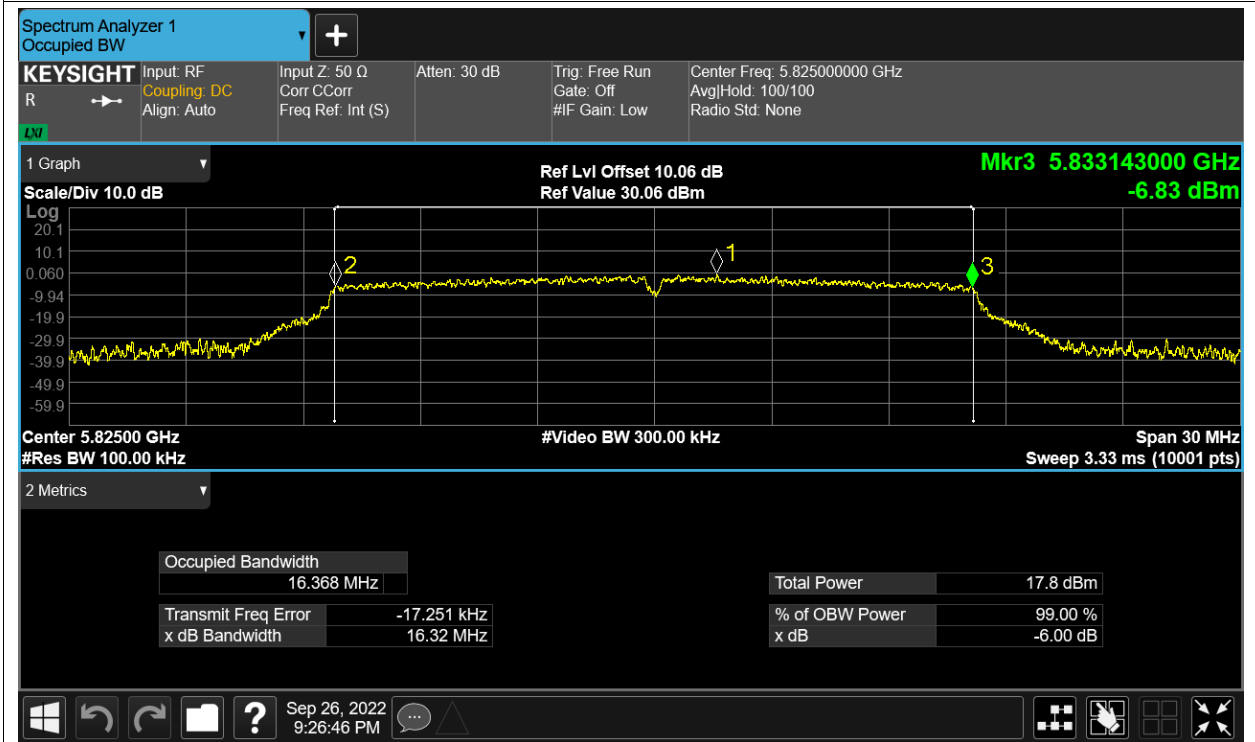 Spectrum Analyzer 1
Occupied BW
KEYSIGHT
R
LXI
Input: RF
Coupling: DC
Align: Auto
Input Z: 50 Ω
Corr CCorr
Freq Ref: Int (S)
Atten: 30 dB
Trig: Free Run
Gate: Off
#IF Gain: Low
Center Freq: 5.825000000 GHz
Avg|Hold: 100/100
Radio Std: None
1 Graph
Scale/Div 10.0 dB
Ref Lvl Offset 10.06 dB
Ref Value 30.06 dBm
Mkr3 5.833143000 GHz
-6.83 dBm
Log
20.1
10.1
0.060
-9.94
-19.9
-29.9
-39.9
-49.9
-59.9
2
1
3
Center 5.82500 GHz
#Video BW 300.00 kHz
Span 30 MHz
#Res BW 100.00 kHz
Sweep 3.33 ms (10001 pts)
2 Metrics
Occupied Bandwidth
16.368 MHz
Transmit Freq Error -17.251 kHz
x dB Bandwidth 16.32 MHz
Total Power 17.8 dBm
% of OBW Power 99.00 %
x dB -6.00 dB
?
Sep 26, 2022
9:26:46 PM